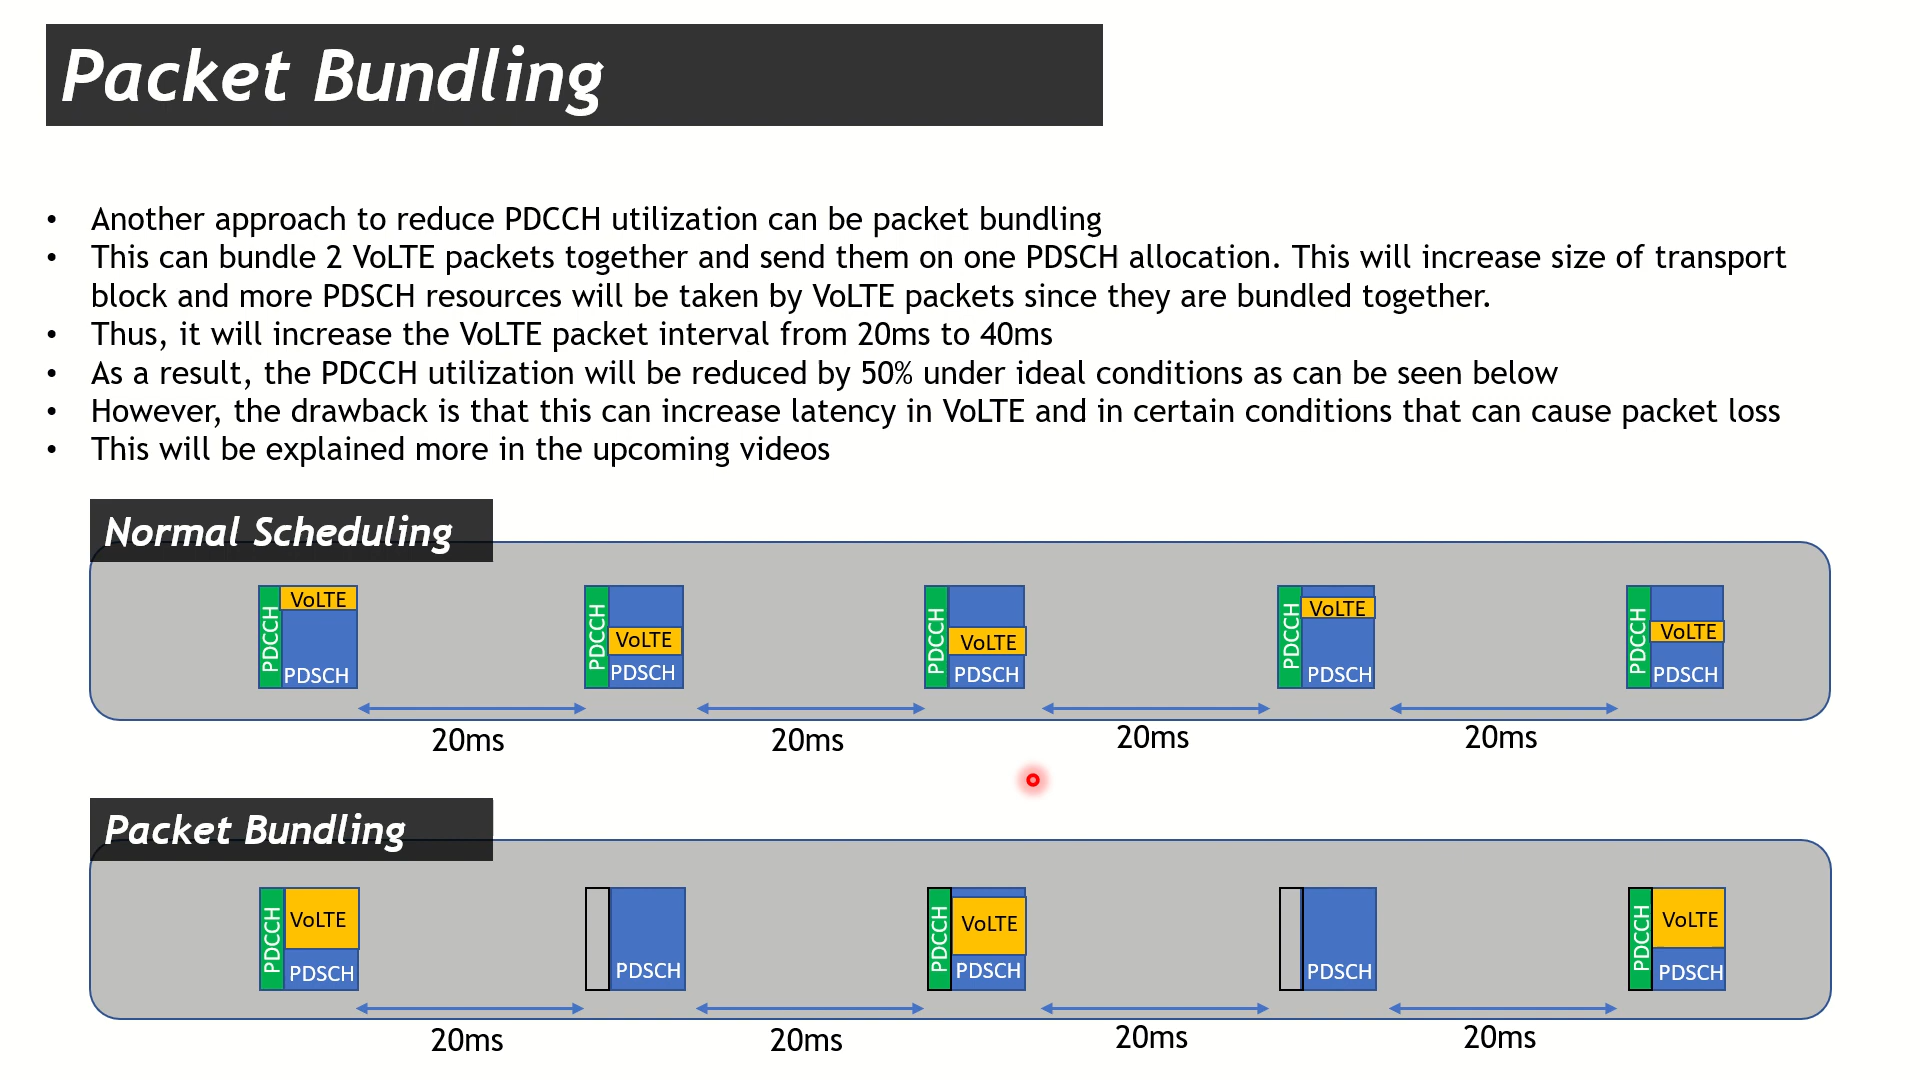 Packet Bundling
• Another approach to reduce PDCCH utilization can be packet bundling
• This can bundle 2 VoLTE packets together and send them on one PDSCH allocation. This will increase size of transport
block and more PDSCH resources will be taken by VoLTE packets since they are bundled together.
• Thus, it will increase the VoLTE packet interval from 20ms to 40ms
• As a result, the PDCCH utilization will be reduced by 50% under ideal conditions as can be seen below
• However, the drawback is that this can increase latency in VoLTE and in certain conditions that can cause packet loss
• This will be explained more in the upcoming videos
Normal Scheduling
PDCCH VoLTE PDSCH
PDCCH VoLTE PDSCH
PDCCH VoLTE PDSCH
PDCCH VoLTE PDSCH
PDCCH VoLTE PDSCH
20ms 20ms 20ms 20ms
Packet Bundling
PDCCH VoLTE PDSCH
PDSCH
PDCCH VoLTE PDSCH
PDSCH
PDCCH VoLTE PDSCH
20ms 20ms 20ms 20ms